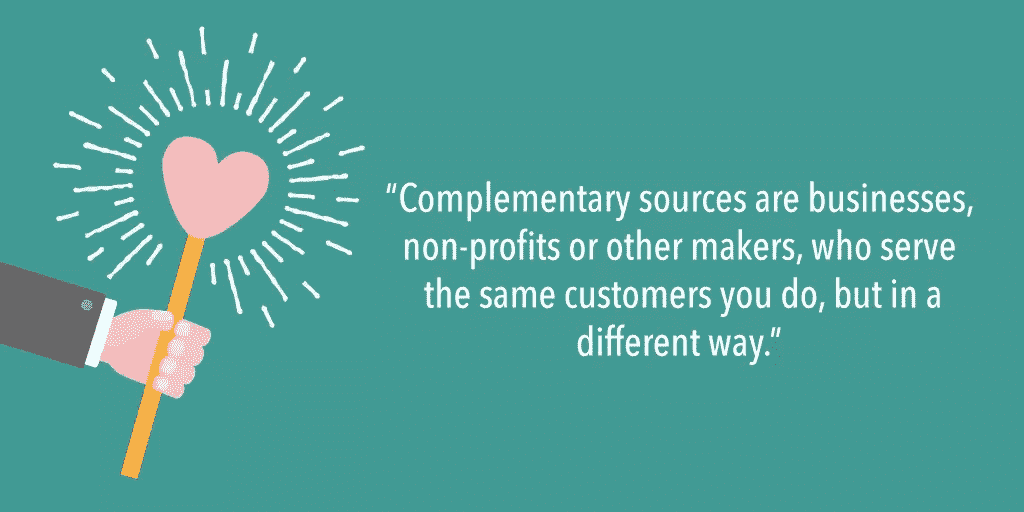 “Complementary sources are businesses,
non-profits or other makers, who serve
the same customers you do, but in a
different way.”